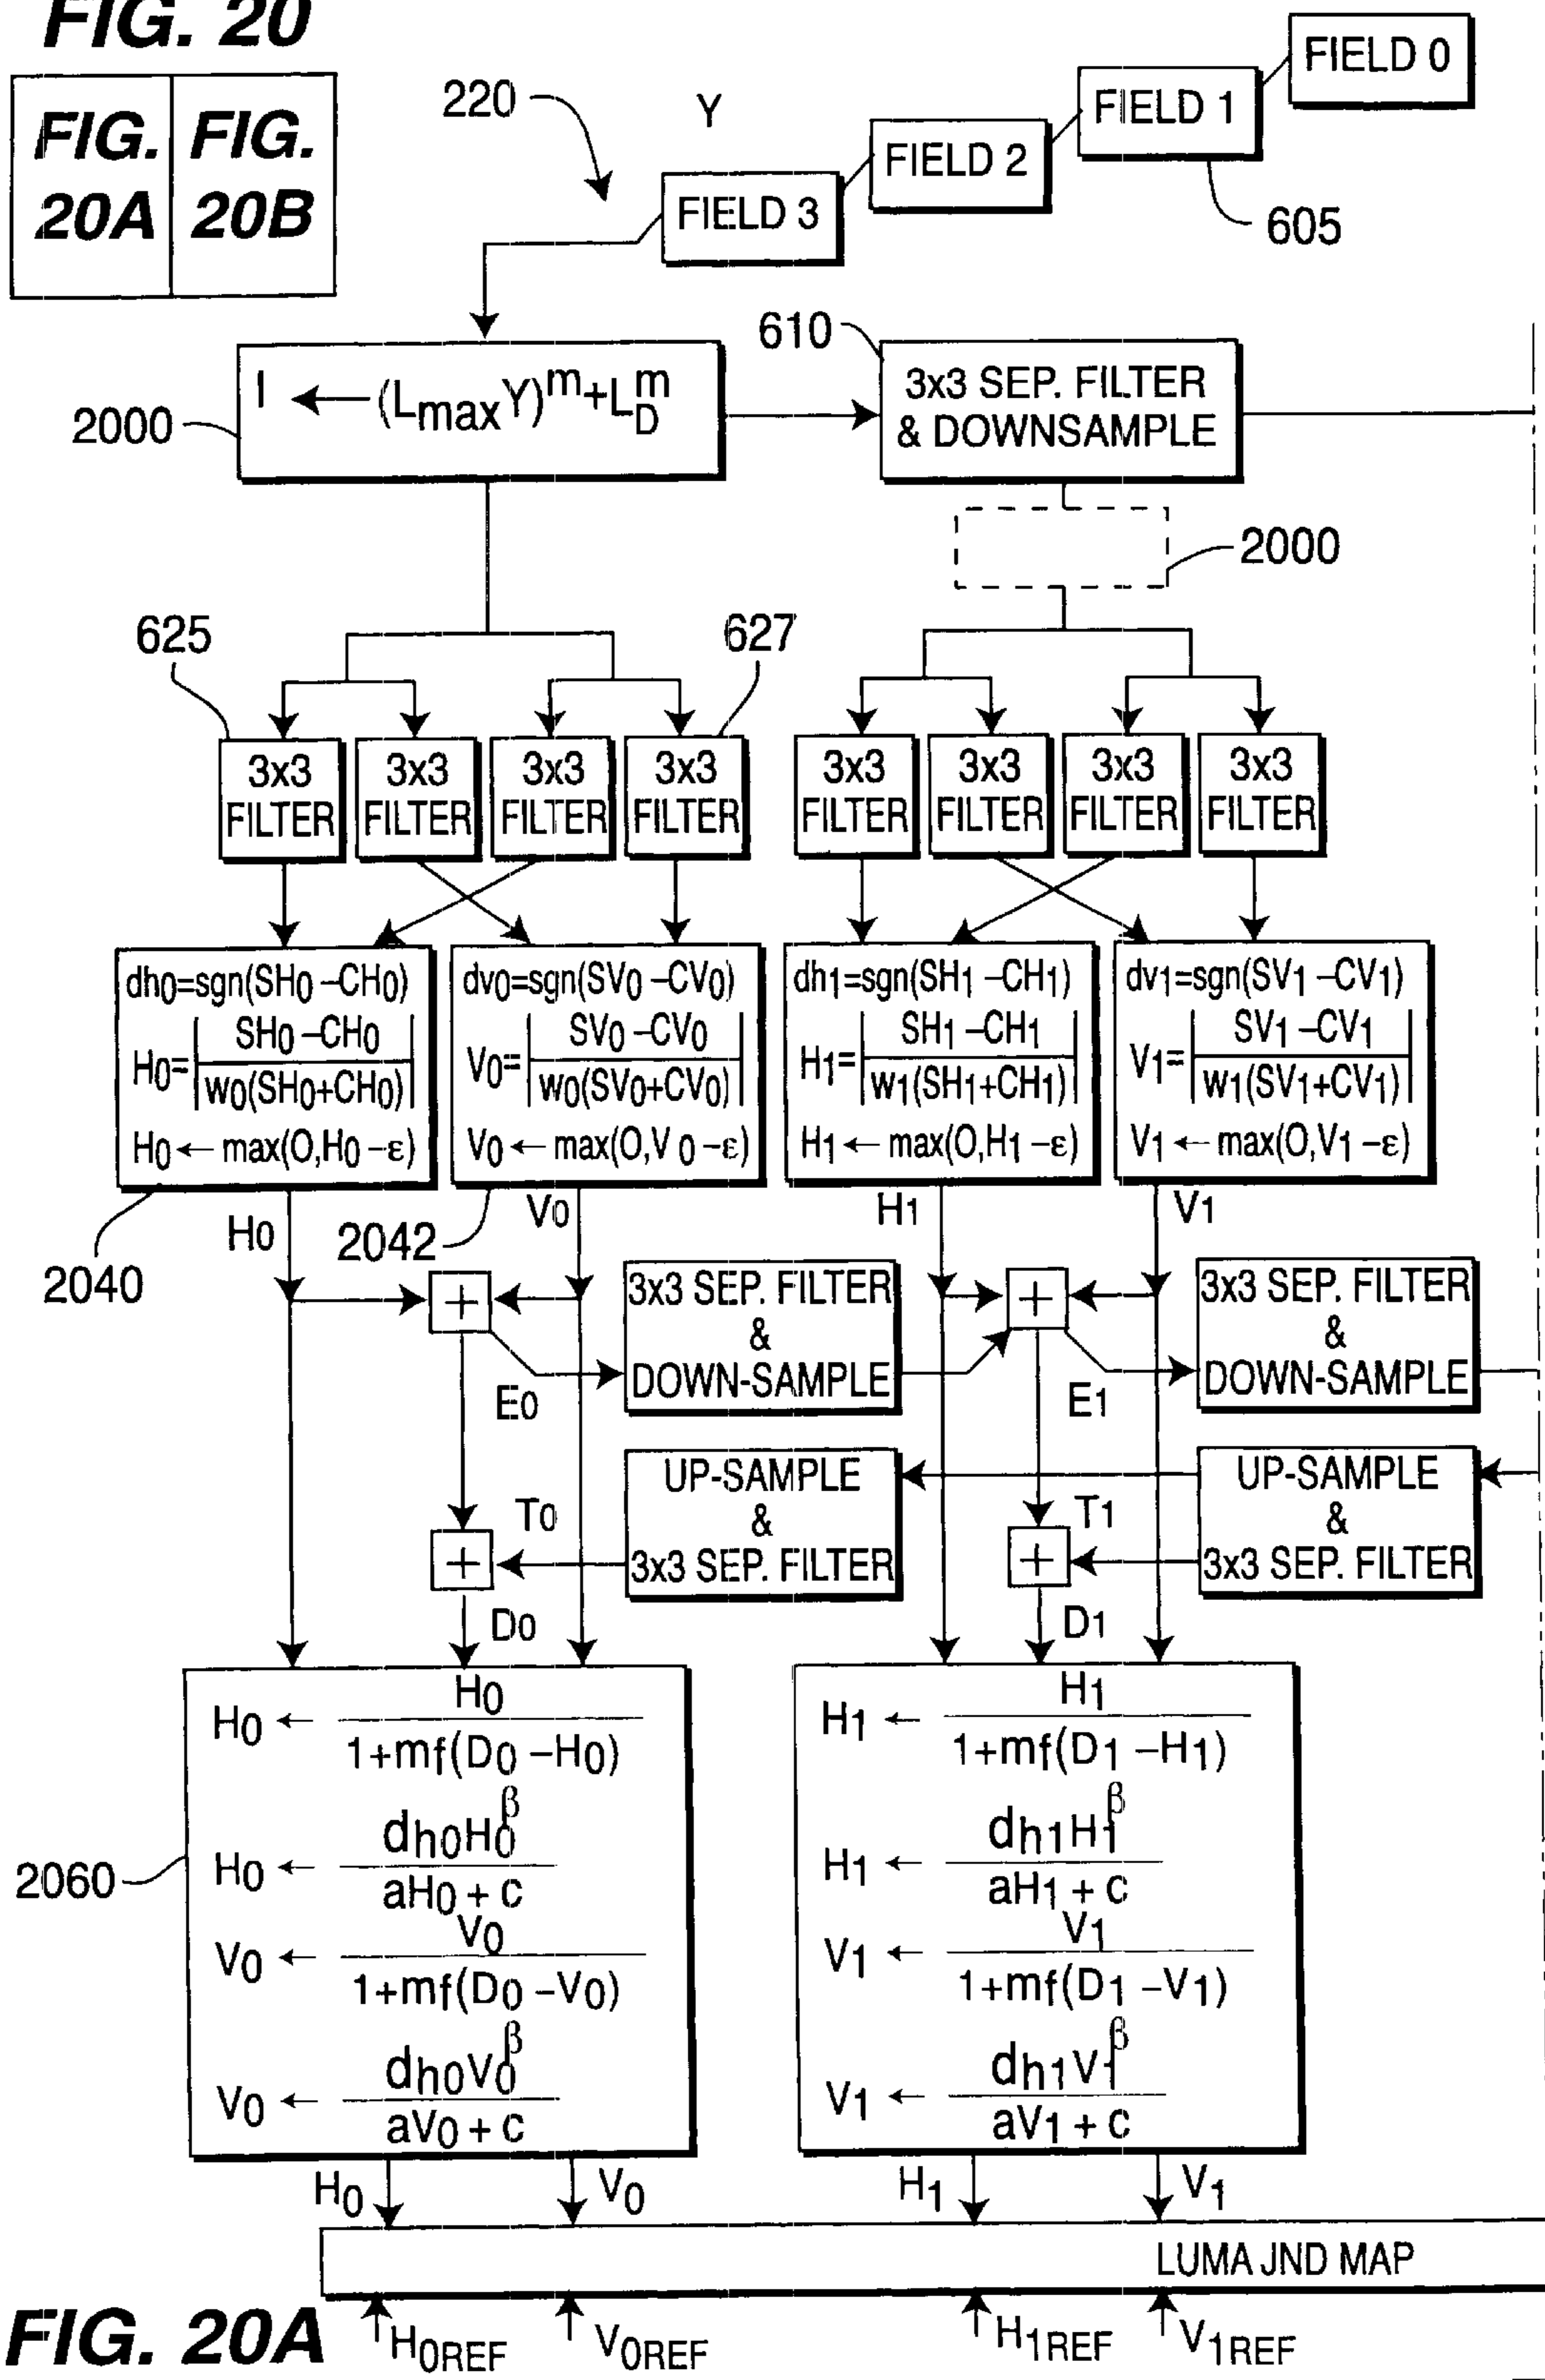 FIG. 20
FIG. 20A
FIG. 20B
220
Y
FIELD 0
FIELD 1
FIELD 2
FIELD 3
605
I ← (LmaxY)^m+L_D^m
2000
610
3x3 SEP. FILTER
& DOWNSAMPLE
2000
625
627
3x3 FILTER
3x3 FILTER
3x3 FILTER
3x3 FILTER
3x3 FILTER
3x3 FILTER
3x3 FILTER
3x3 FILTER
dh0=sgn(SH0 –CH0)
H0=|SH0 –CH0 / w0(SH0+CH0)|
H0← max(O,H0 –ε)
dv0=sgn(SV0 –CV0)
V0=|SV0 –CV0 / w0(SV0+CV0)|
V0← max(O,V0 –ε)
dh1=sgn(SH1 –CH1)
H1=|SH1 –CH1 / w1(SH1+CH1)|
H1← max(O,H1 –ε)
dv1=sgn(SV1 –CV1)
V1=|SV1 –CV1 / w1(SV1+CV1)|
V1← max(O,V1 –ε)
2040
H0
2042
V0
H1
V1
+
3x3 SEP. FILTER
&
DOWN-SAMPLE
+
3x3 SEP. FILTER
&
DOWN-SAMPLE
E0
E1
T0
UP-SAMPLE
&
3x3 SEP. FILTER
T1
UP-SAMPLE
&
3x3 SEP. FILTER
+
+
D0
D1
H0 ← H0 / 1+mf(D0 –H0)
H0 ← dh0H0^β / aH0 + c
V0 ← V0 / 1+mf(D0 –V0)
V0 ← dh0V0^β / aV0 + c
2060
H1 ← H1 / 1+mf(D1 –H1)
H1 ← dh1H1^β / aH1 + c
V1 ← V1 / 1+mf(D1 –V1)
V1 ← dh1V1^β / aV1 + c
H0
V0
H1
V1
LUMA JND MAP
H0REF
V0REF
H1REF
V1REF
FIG. 20A